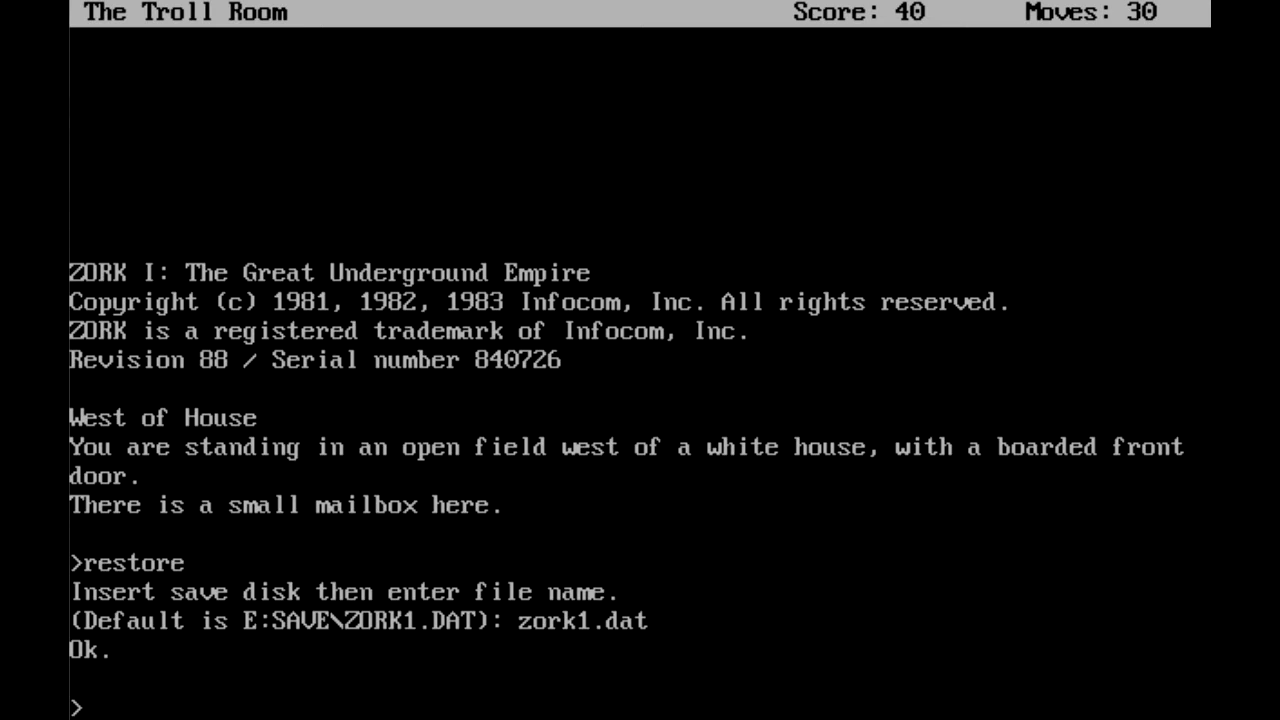 The Troll Room Score: 40 Moves: 30
ZORK I: The Great Underground Empire
Copyright (c) 1981, 1982, 1983 Infocom, Inc. All rights reserved.
ZORK is a registered trademark of Infocom, Inc.
Revision 88 / Serial number 840726
West of House
You are standing in an open field west of a white house, with a boarded front
door.
There is a small mailbox here.
>restore
Insert save disk then enter file name.
(Default is E:SAVE\ZORK1.DAT): zork1.dat
Ok.
>